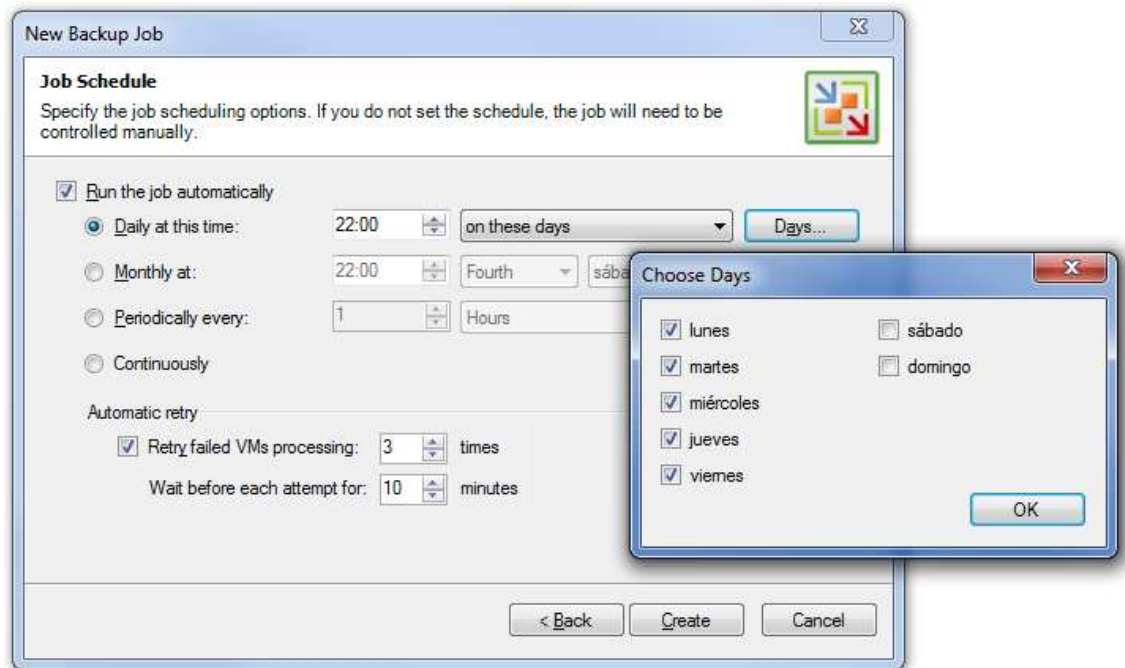 New Backup Job
Job Schedule
Specify the job scheduling options. If you do not set the schedule, the job will need to be
controlled manually.
Run the job automatically
Daily at this time: 22:00 on these days Days...
Monthly at: 22:00 Fourth
Periodically every: 1 Hours
Continuously
Automatic retry
Retry failed VMs processing: 3 times
Wait before each attempt for: 10 minutes
< Back Create Cancel
Choose Days
lunes sábado
martes domingo
miércoles
jueves
viernes
OK